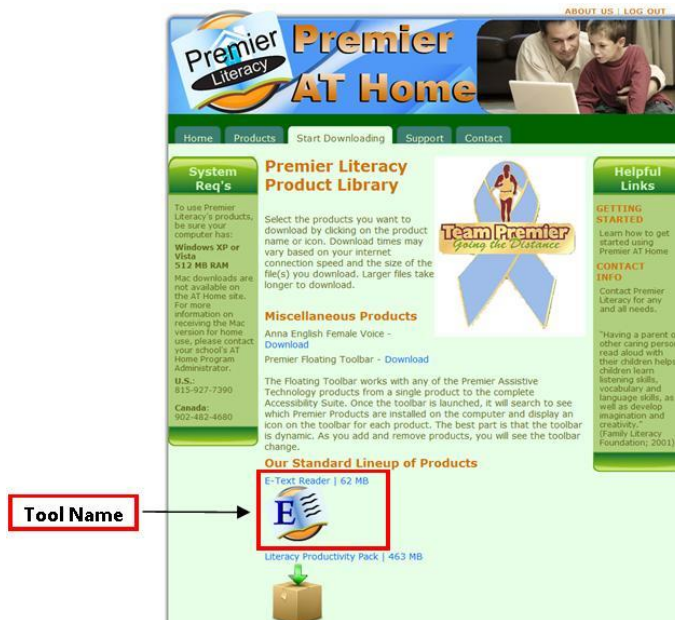 ABOUT US | LOG OUT
Premier
Literacy
Premier
AT Home
Home Products Start Downloading Support Contact
System
Req's
To use Premier
Literacy's products,
be sure your
computer has:
Windows XP or
Vista
512 MB RAM
Mac downloads are
not available on
the AT Home site.
For more
information on
receiving the Mac
version for home
use, please contact
your school's AT
Home Program
Administrator.
U.S.:
815-927-7390
Canada:
902-482-4680
Premier Literacy
Product Library
Select the products you want to
download by clicking on the product
name or icon. Download times may
vary based on your internet
connection speed and the size of the
file(s) you download. Larger files take
longer to download.
Team Premier
Going the Distance
Miscellaneous Products
Anna English Female Voice -
Download
Premier Floating Toolbar - Download
The Floating Toolbar works with any of the Premier Assistive
Technology products from a single product to the complete
Accessibility Suite. Once the toolbar is launched, it will search to see
which Premier Products are installed on the computer and display an
icon on the toolbar for each product. The best part is that the toolbar
is dynamic. As you add and remove products, you will see the toolbar
change.
Our Standard Lineup of Products
E-Text Reader | 62 MB
E
Literacy Productivity Pack | 463 MB
Tool Name
Helpful
Links
GETTING
STARTED
Learn how to get
started using
Premier AT Home
CONTACT
INFO
Contact Premier
Literacy for any
and all needs.
"Having a parent o
other caring person
read aloud with
their children helps
children learn
listening skills,
vocabulary and
language skills, as
well as develop
imagination and
creativity."
(Family Literacy
Foundation; 2001)